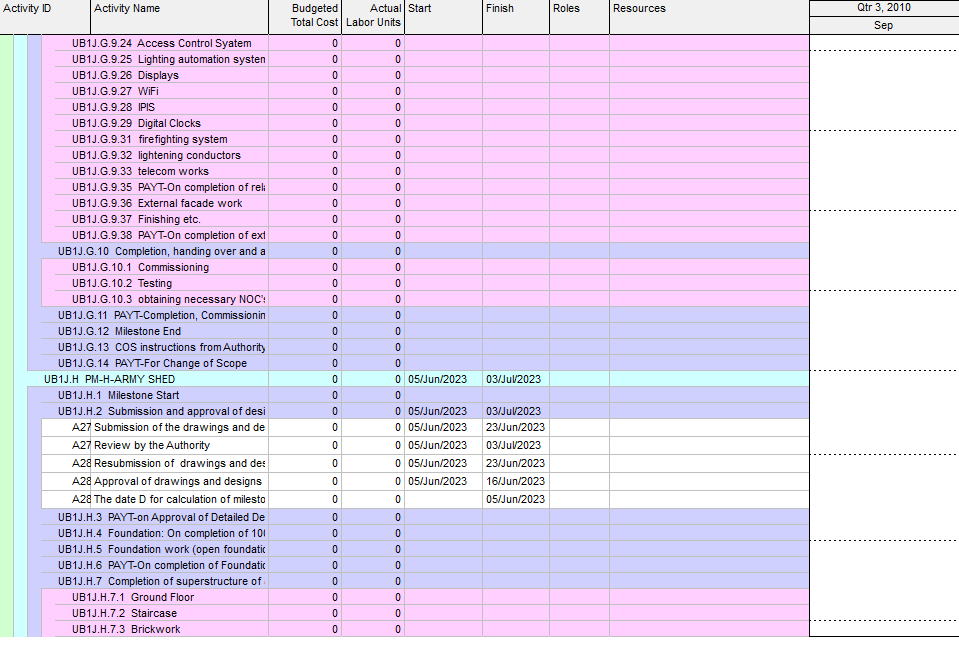 Activity ID Activity Name Budgeted Total Cost Actual Labor Units Start Finish Roles Resources Qtr 3, 2010
Sep
UB1J.G.9.24 Access Control System 0 0
UB1J.G.9.25 Lighting automation system 0 0
UB1J.G.9.26 Displays 0 0
UB1J.G.9.27 WiFi 0 0
UB1J.G.9.28 IPIS 0 0
UB1J.G.9.29 Digital Clocks 0 0
UB1J.G.9.31 firefighting system 0 0
UB1J.G.9.32 lightening conductors 0 0
UB1J.G.9.33 telecom works 0 0
UB1J.G.9.35 PAYT-On completion of rela 0 0
UB1J.G.9.36 External facade work 0 0
UB1J.G.9.37 Finishing etc. 0 0
UB1J.G.9.38 PAYT-On completion of ext 0 0
UB1J.G.10 Completion, handing over and a 0 0
UB1J.G.10.1 Commissioning 0 0
UB1J.G.10.2 Testing 0 0
UB1J.G.10.3 obtaining necessary NOC's 0 0
UB1J.G.11 PAYT-Completion, Commissionin 0 0
UB1J.G.12 Milestone End 0 0
UB1J.G.13 COS instructions from Authority 0 0
UB1J.G.14 PAYT-For Change of Scope 0 0
UB1J.H PM-H-ARMY SHED 0 0 05/Jun/2023 03/Jul/2023
UB1J.H.1 Milestone Start 0 0
UB1J.H.2 Submission and approval of desi 0 0 05/Jun/2023 03/Jul/2023
A27 Submission of the drawings and de 0 0 05/Jun/2023 23/Jun/2023
A27 Review by the Authority 0 0 05/Jun/2023 03/Jul/2023
A28 Resubmission of drawings and des 0 0 05/Jun/2023 23/Jun/2023
A28 Approval of drawings and designs 0 0 05/Jun/2023 16/Jun/2023
A28 The date D for calculation of milesto 0 0 05/Jun/2023
UB1J.H.3 PAYT-on Approval of Detailed De 0 0
UB1J.H.4 Foundation: On completion of 100 0 0
UB1J.H.5 Foundation work (open foundatic 0 0
UB1J.H.6 PAYT-On completion of Foundatic 0 0
UB1J.H.7 Completion of superstructure of 0 0
UB1J.H.7.1 Ground Floor 0 0
UB1J.H.7.2 Staircase 0 0
UB1J.H.7.3 Brickwork 0 0